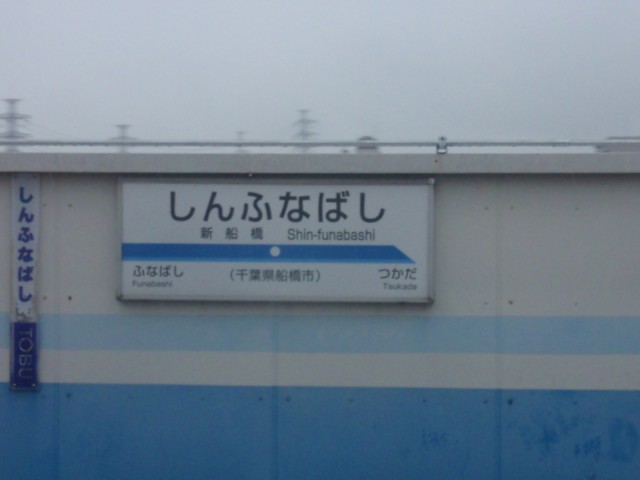 しんふなばし
新船橋 Shin-funabashi
ふなばし
Funabashi
(千葉県船橋市)
つかだ
Tsukada
しんふなばし
TOBU